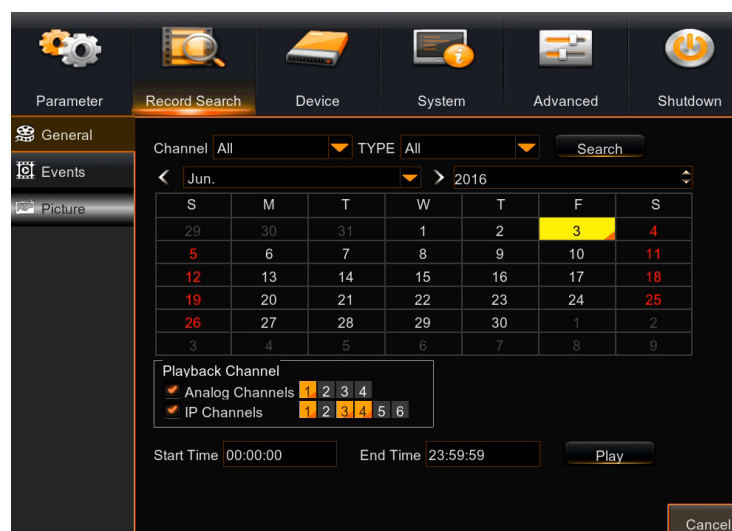 Parameter Record Search Device System Advanced Shutdown
General
Events
Picture
Channel All TYPE All Search
Jun. 2016
S M T W T F S
29 30 31 1 2 3 4
5 6 7 8 9 10 11
12 13 14 15 16 17 18
19 20 21 22 23 24 25
26 27 28 29 30 1 2
3 4 5 6 7 8 9
Playback Channel
Analog Channels 1 2 3 4
IP Channels 1 2 3 4 5 6
Start Time 00:00:00 End Time 23:59:59 Play
Cancel